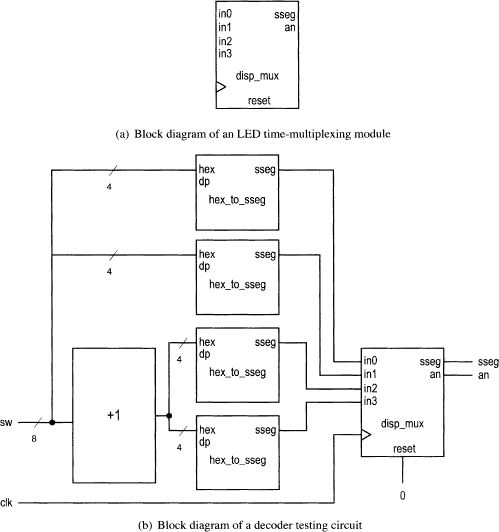 in0 sseg
in1 an
in2
in3
disp_mux
reset
(a) Block diagram of an LED time-multiplexing module
4
hex sseg
dp
hex_to_sseg
4
hex sseg
dp
hex_to_sseg
4
hex sseg
dp
hex_to_sseg
+1
sw
8
4
hex sseg
dp
hex_to_sseg
in0 sseg sseg
in1 an an
in2
in3
disp_mux
reset
0
clk
(b) Block diagram of a decoder testing circuit